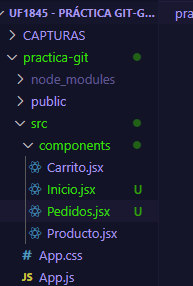 UF1845 - PRÁCTICA GIT-G...
pra
CAPTURAS
practica-git
node_modules
public
src
components
Carrito.jsx
Inicio.jsx U
Pedidos.jsx U
Producto.jsx
App.css
App.js